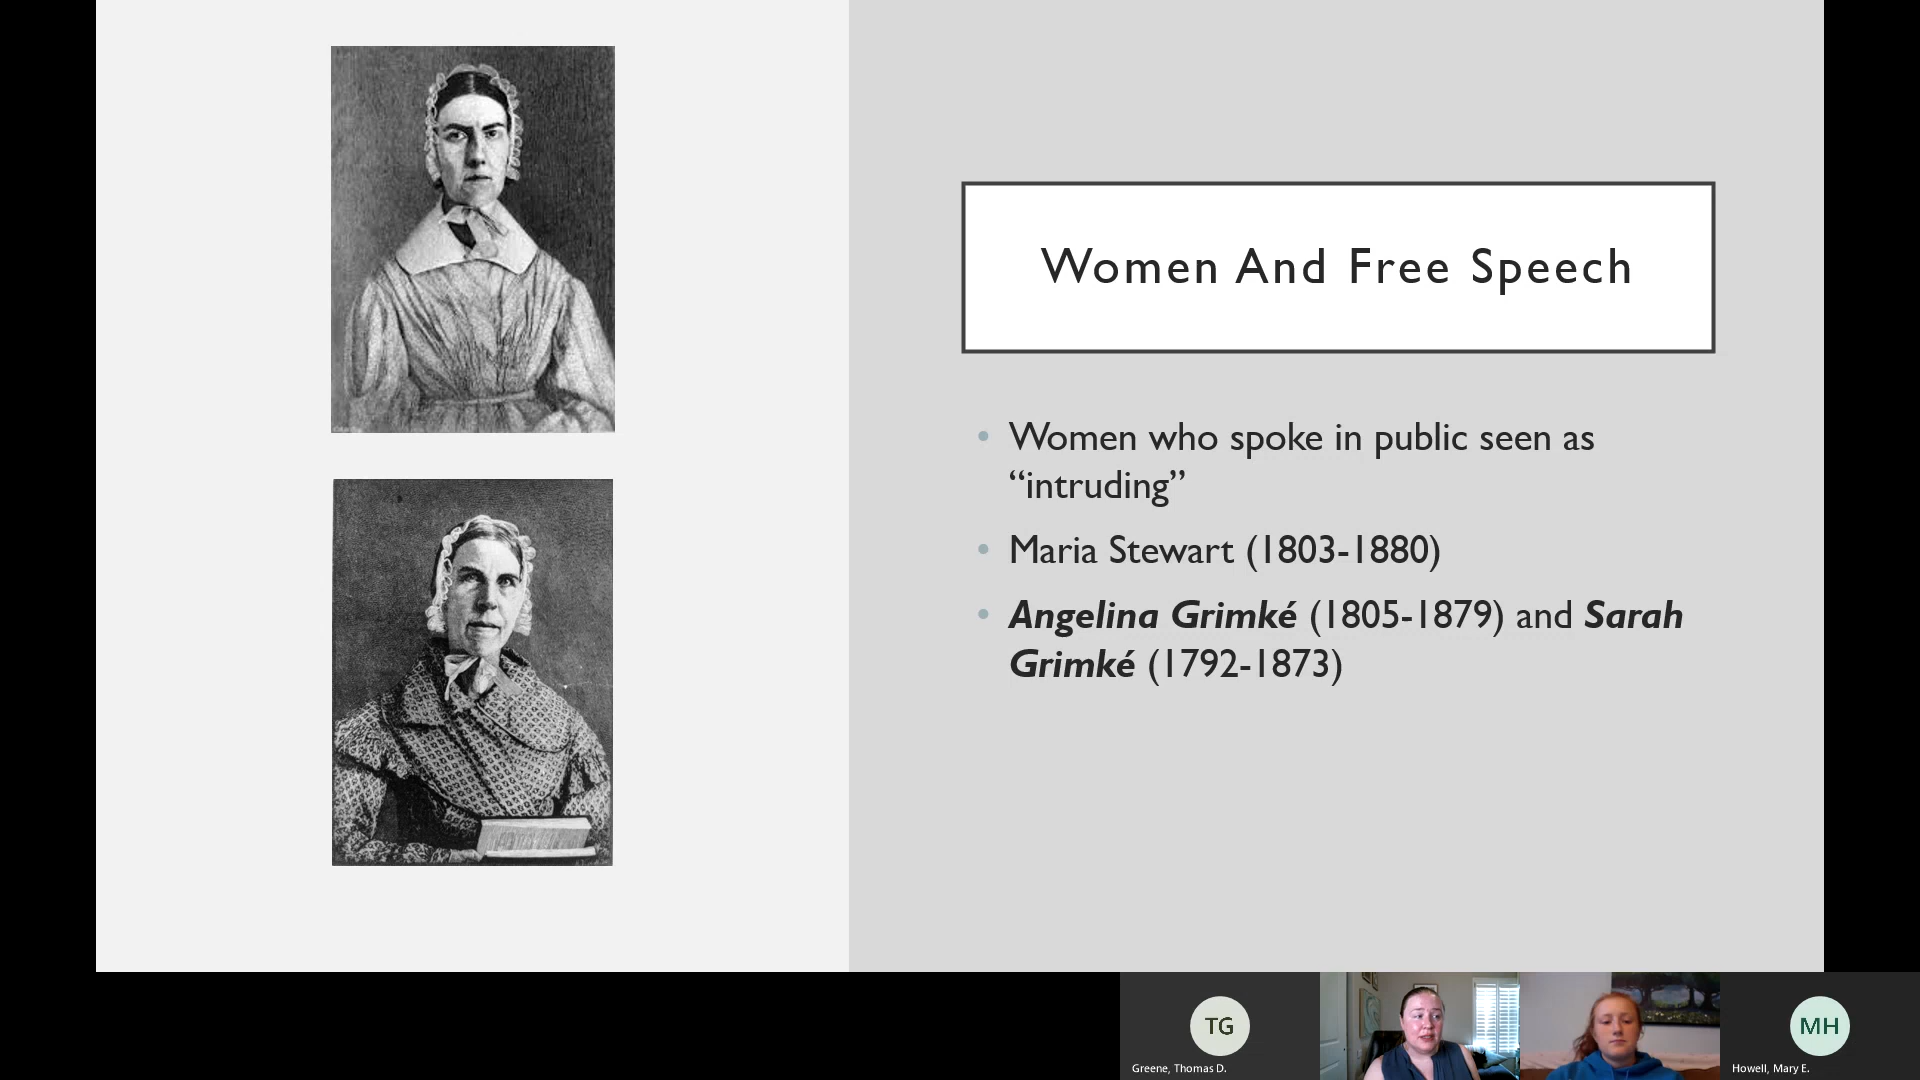 Women And Free Speech
• Women who spoke in public seen as
“intruding”
• Maria Stewart (1803-1880)
• Angelina Grimké (1805-1879) and Sarah
Grimké (1792-1873)
TG
Greene, Thomas D.
MH
Howell, Mary E.